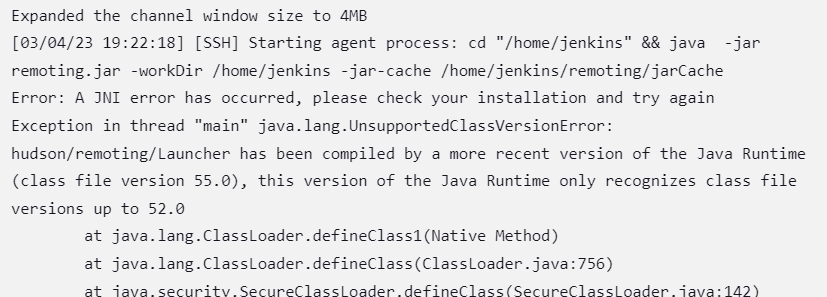 Expanded the channel window size to 4MB
[03/04/23 19:22:18] [SSH] Starting agent process: cd "/home/jenkins" && java  -jar
remoting.jar -workDir /home/jenkins -jar-cache /home/jenkins/remoting/jarCache
Error: A JNI error has occurred, please check your installation and try again
Exception in thread "main" java.lang.UnsupportedClassVersionError:
hudson/remoting/Launcher has been compiled by a more recent version of the Java Runtime
(class file version 55.0), this version of the Java Runtime only recognizes class file
versions up to 52.0
        at java.lang.ClassLoader.defineClass1(Native Method)
        at java.lang.ClassLoader.defineClass(ClassLoader.java:756)
        at java.security.SecureClassLoader.defineClass(SecureClassLoader.java:142)